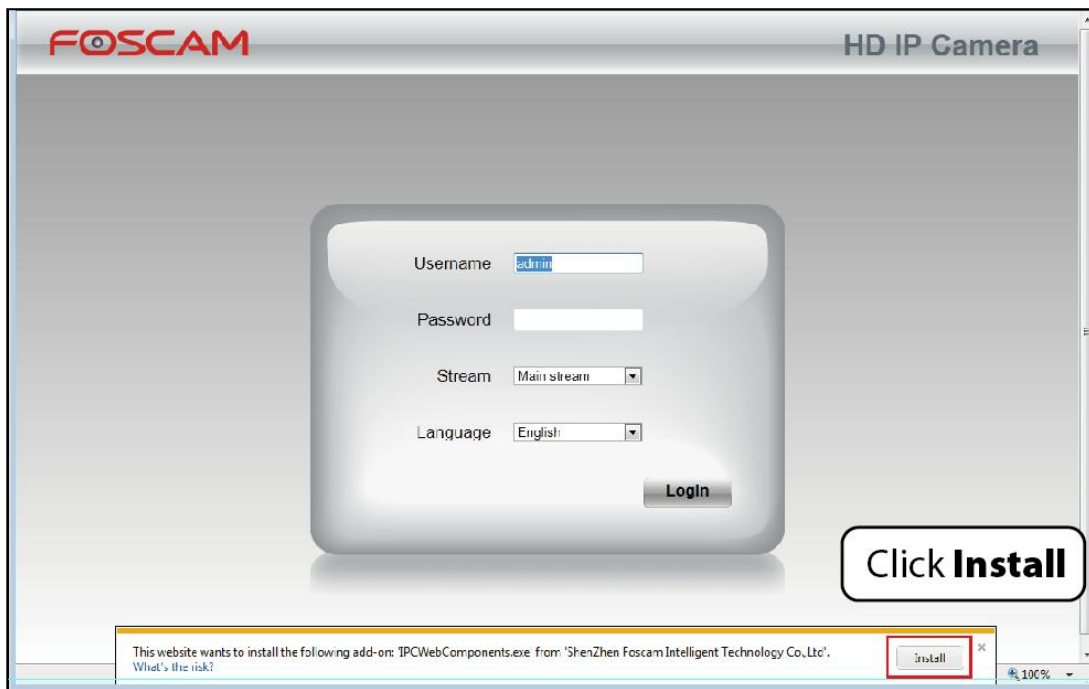 FOSCAM
HD IP Camera
Username admin
Password
Stream Main stream
Language English
Login
Click Install
This website wants to install the following add-on: 'IPCWebComponents.exe' from 'ShenZhen Foscam Intelligent Technology Co.,Ltd'.
What's the risk?
Install
100%